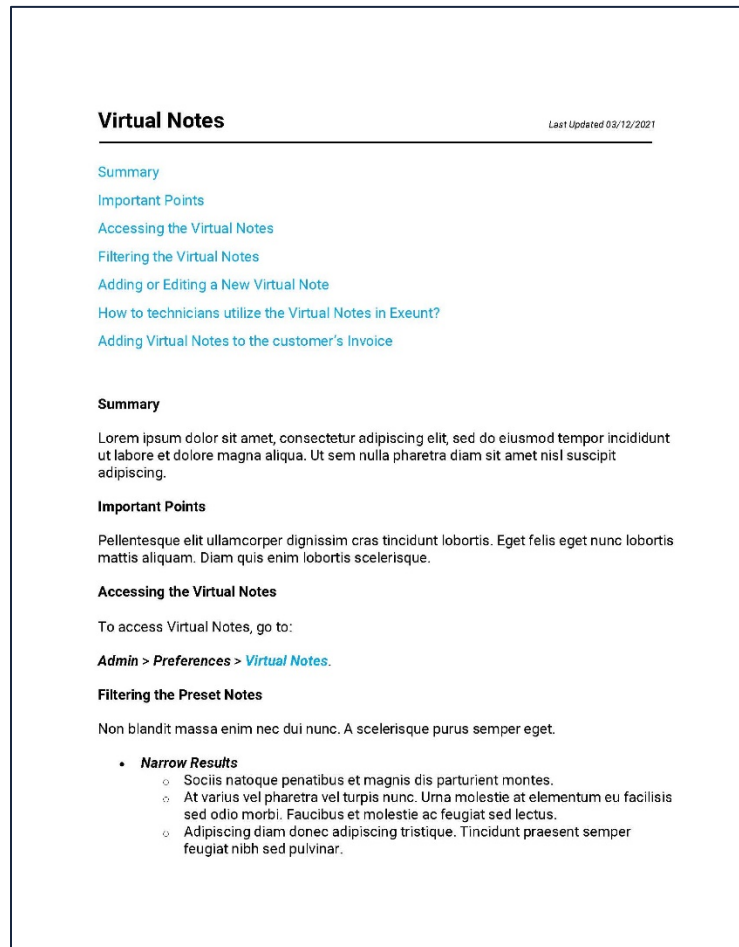 Virtual Notes
Last Updated 03/12/2021
Summary
Important Points
Accessing the Virtual Notes
Filtering the Virtual Notes
Adding or Editing a New Virtual Note
How to technicians utilize the Virtual Notes in Exeunt?
Adding Virtual Notes to the customer's Invoice
Summary
Lorem ipsum dolor sit amet, consectetur adipiscing elit, sed do eiusmod tempor incididunt
ut labore et dolore magna aliqua. Ut sem nulla pharetra diam sit amet nisl suscipit
adipiscing.
Important Points
Pellentesque elit ullamcorper dignissim cras tincidunt lobortis. Eget felis eget nunc lobortis
mattis aliquam. Diam quis enim lobortis scelerisque.
Accessing the Virtual Notes
To access Virtual Notes, go to:
Admin > Preferences > Virtual Notes.
Filtering the Preset Notes
Non blandit massa enim nec dui nunc. A scelerisque purus semper eget.
• Narrow Results
○ Sociis natoque penatibus et magnis dis parturient montes.
○ At varius vel pharetra vel turpis nunc. Urna molestie at elementum eu facilisis
sed odio morbi. Faucibus et molestie ac feugiat sed lectus.
○ Adipiscing diam donec adipiscing tristique. Tincidunt praesent semper
feugiat nibh sed pulvinar.